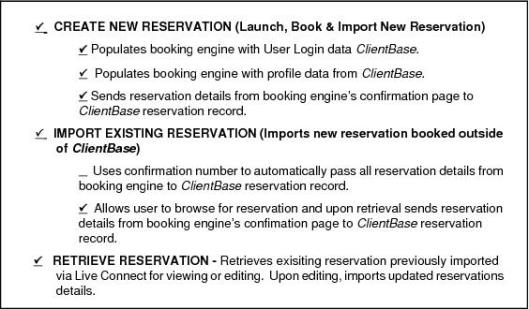 ✓ CREATE NEW RESERVATION (Launch, Book & Import New Reservation)
✓ Populates booking engine with User Login data ClientBase.
✓ Populates booking engine with profile data from ClientBase.
✓ Sends reservation details from booking engine's confirmation page to
ClientBase reservation record.
✓ IMPORT EXISTING RESERVATION (Imports new reservation booked outside
of ClientBase)
_ Uses confirmation number to automatically pass all reservation details from
booking engine to ClientBase reservation record.
✓ Allows user to browse for reservation and upon retrieval sends reservation
details from booking engine's confimation page to ClientBase reservation
record.
✓ RETRIEVE RESERVATION - Retrieves exisiting reservation previously imported
via Live Connect for viewing or editing. Upon editing, imports updated reservations
details.